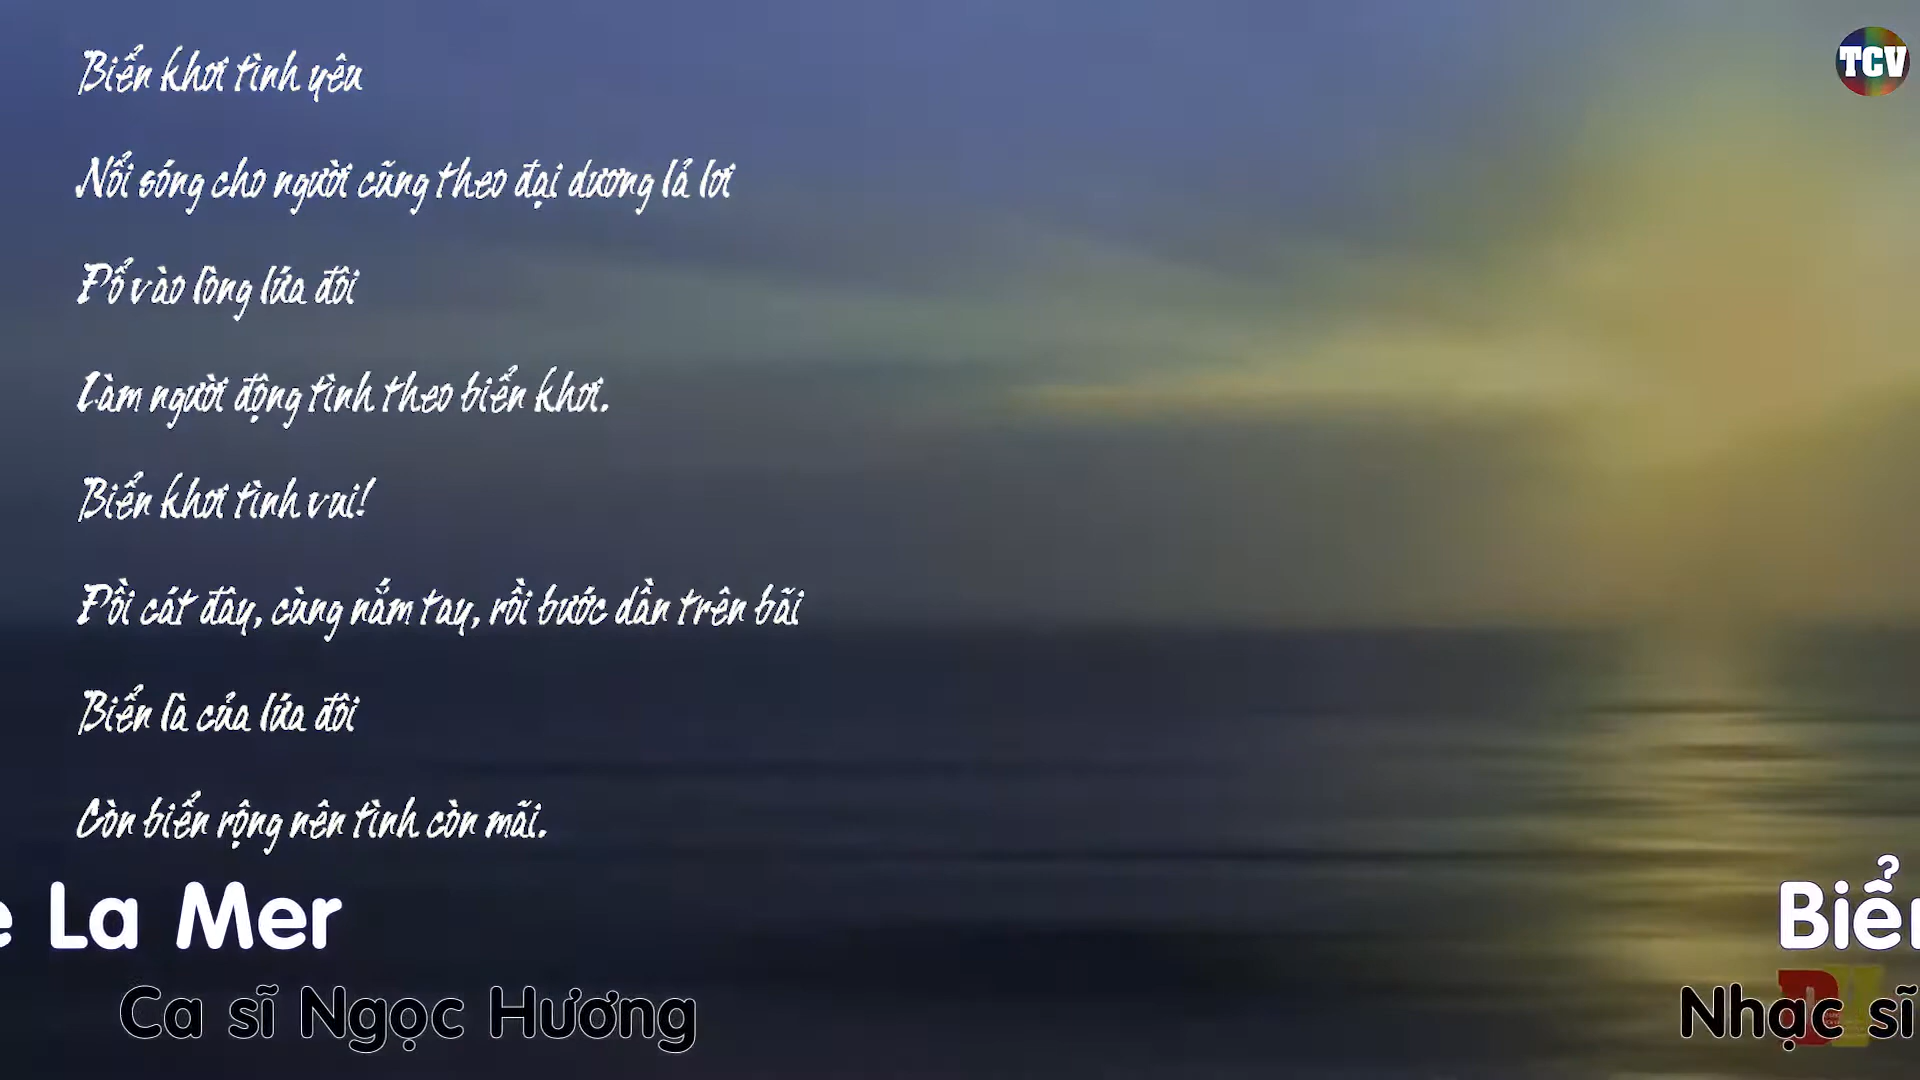 TCV
Biển khơi tình yêu
Nổi sóng cho người cũng theo đại dương lả lơi
Đổ vào lòng lứa đôi
Làm người động tình theo biển khơi.
Biển khơi tình vui!
Đồi cát đây, cùng nắm tay, rồi bước dần trên bãi
Biển là của lứa đôi
Còn biển rộng nên tình còn mãi.
e La Mer
Biển
Ca sĩ Ngọc Hương
Nhạc sĩ